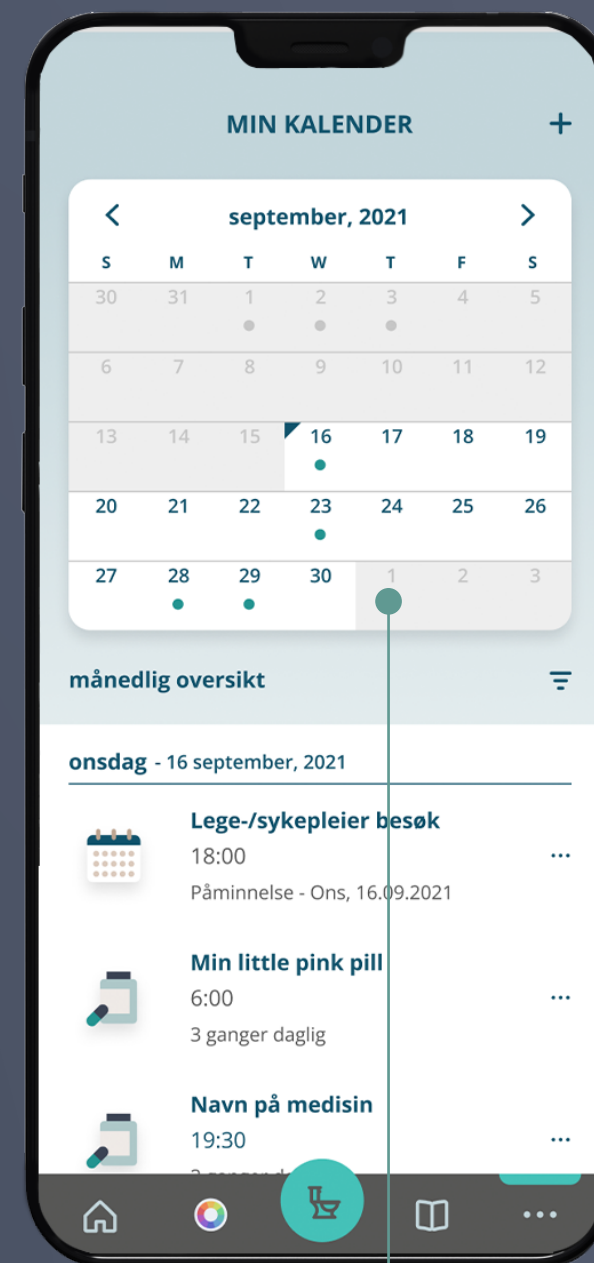 MIN KALENDER +
september, 2021
S M T W T F S
30 31 1 2 3 4 5
6 7 8 9 10 11 12
13 14 15 16 17 18 19
20 21 22 23 24 25 26
27 28 29 30 1 2 3
månedlig oversikt
onsdag - 16 september, 2021
Lege-/sykepleier besøk
18:00
Påminnelse - Ons, 16.09.2021
Min little pink pill
6:00
3 ganger daglig
Navn på medisin
19:30